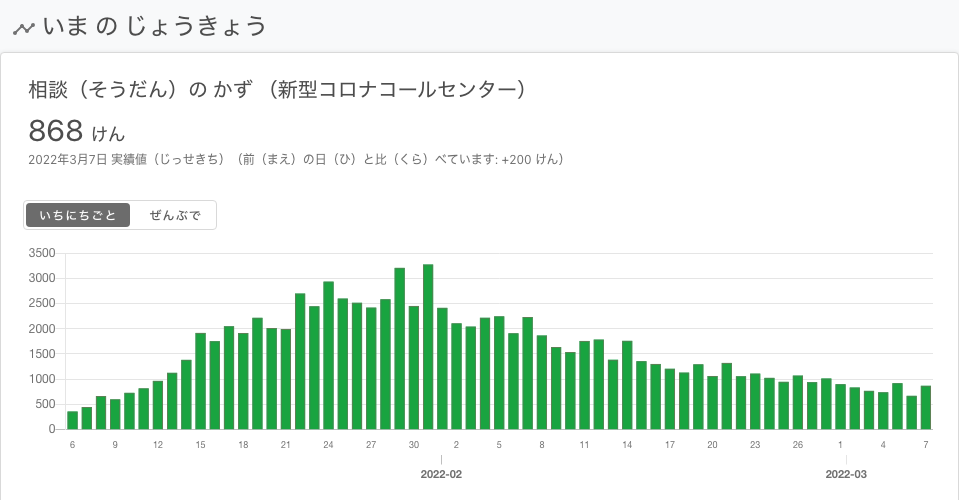 いま の じょうきょう
相談（そうだん）の かず （新型コロナコールセンター）
868 けん
2022年3月7日 実績値（じっせきち）（前（まえ）の日（ひ）と比（くら）べています: +200 けん）
いちにちごと ぜんぶで
3500
3000
2500
2000
1500
1000
500
0
6 9 12 15 18 21 24 27 30 2 5 8 11 14 17 20 23 26 1 4 7
2022-02 2022-03